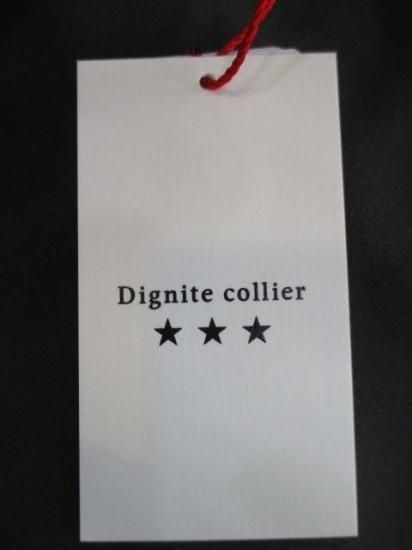 Dignite collier
★ ★ ★